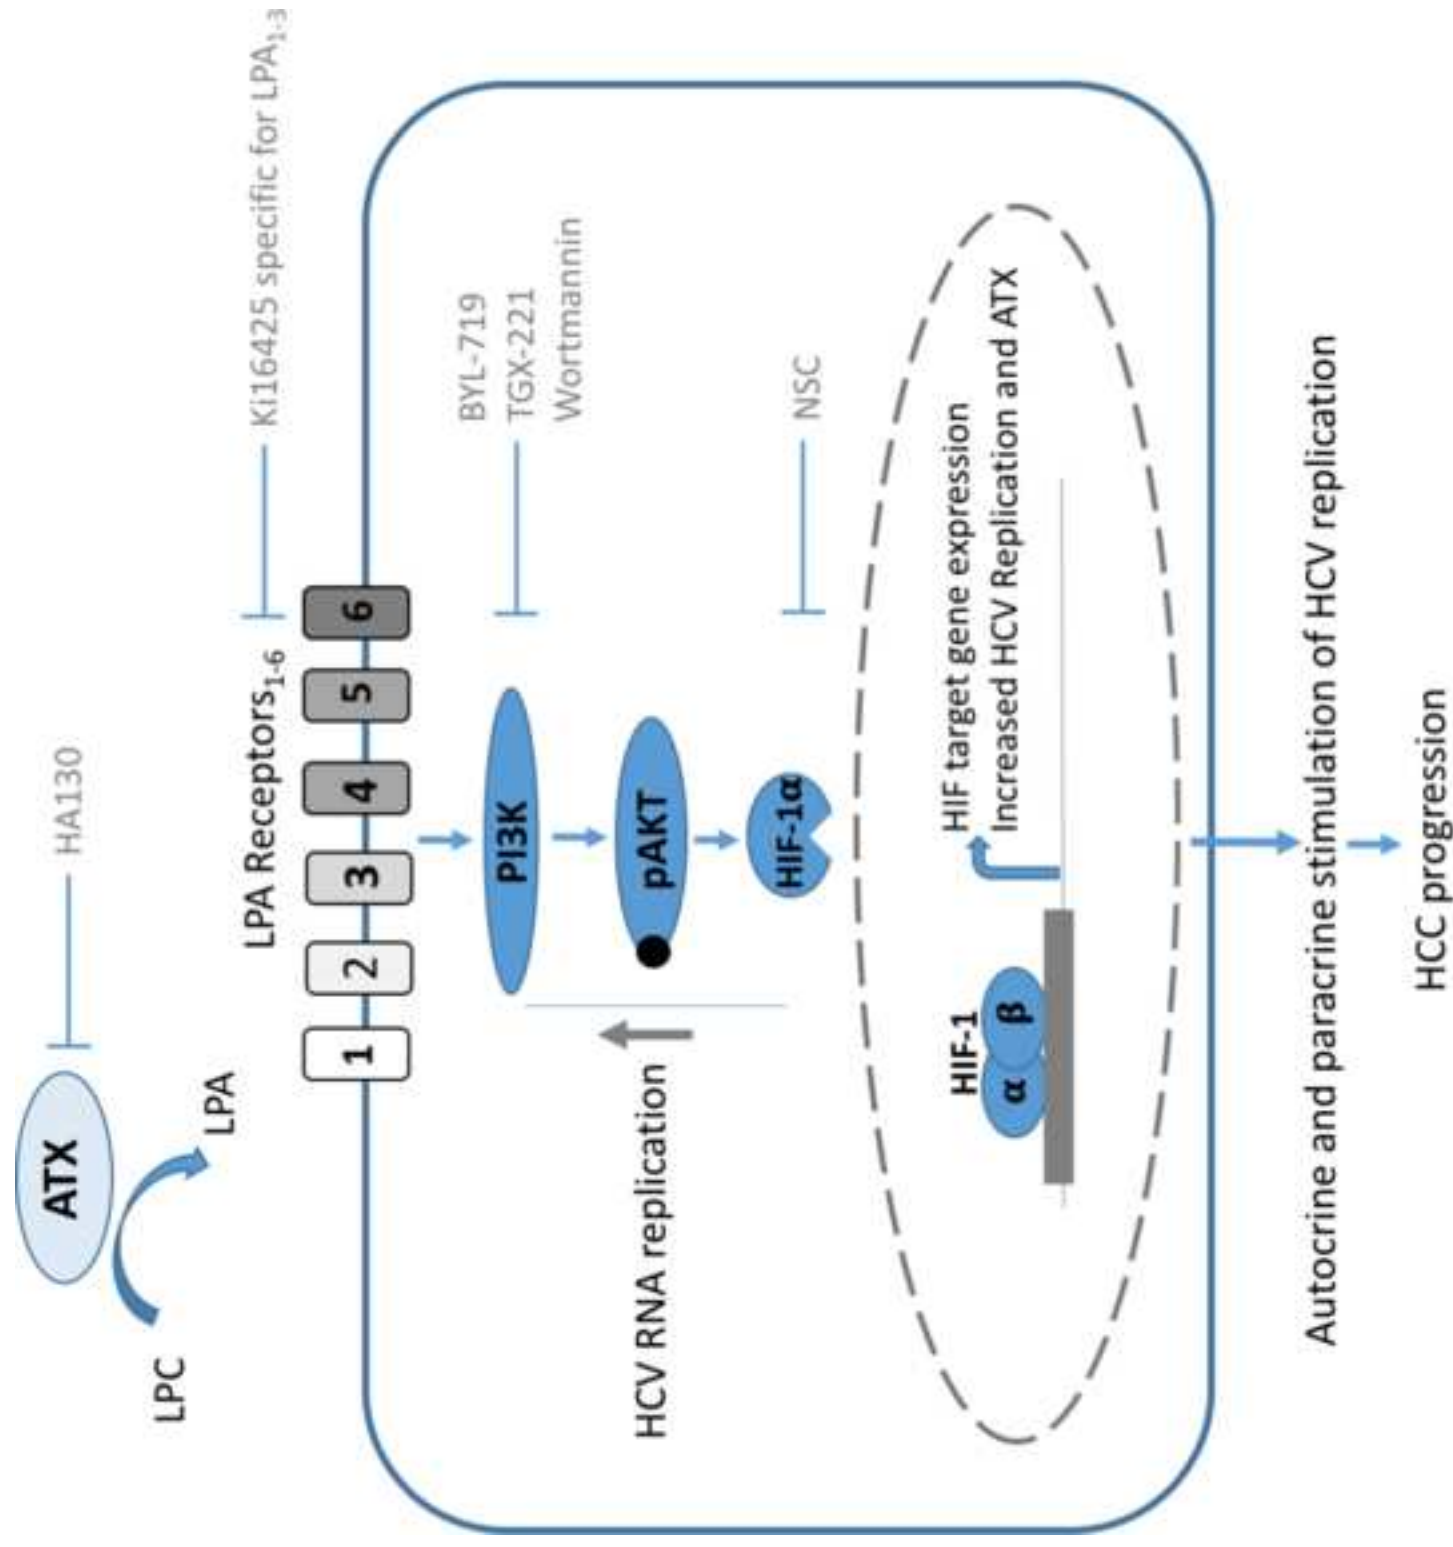 ATX
HA130
LPC
LPA
LPA Receptors1-6
Ki16425 specific for LPA1-3
1
2
3
4
5
6
PI3K
BYL-719
TGX-221
Wortmannin
HCV RNA replication
pAKT
HIF-1α
NSC
HIF-1
α
β
HIF target gene expression
Increased HCV Replication and ATX
Autocrine and paracrine stimulation of HCV replication
HCC progression